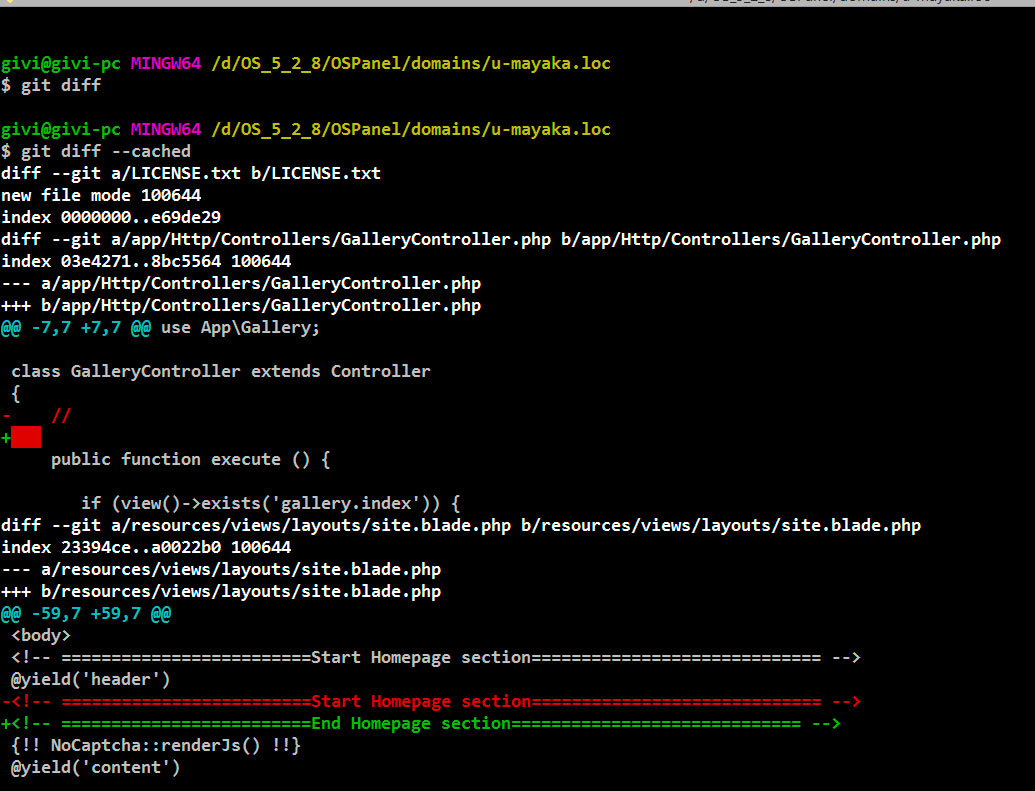 givi@givi-pc MINGW64 /d/OS_5_2_8/OSPanel/domains/u-mayaka.loc
$ git diff
givi@givi-pc MINGW64 /d/OS_5_2_8/OSPanel/domains/u-mayaka.loc
$ git diff --cached
diff --git a/LICENSE.txt b/LICENSE.txt
new file mode 100644
index 0000000..e69de29
diff --git a/app/Http/Controllers/GalleryController.php b/app/Http/Controllers/GalleryController.php
index 03e4271..8bc5564 100644
--- a/app/Http/Controllers/GalleryController.php
+++ b/app/Http/Controllers/GalleryController.php
@@ -7,7 +7,7 @@ use App\Gallery;
 class GalleryController extends Controller
 {
-    //
+
     public function execute () {
        if (view()->exists('gallery.index')) {
diff --git a/resources/views/layouts/site.blade.php b/resources/views/layouts/site.blade.php
index 23394ce..a0022b0 100644
--- a/resources/views/layouts/site.blade.php
+++ b/resources/views/layouts/site.blade.php
@@ -59,7 +59,7 @@
 <body>
 <!-- =========================Start Homepage section============================= -->
 @yield('header')
-<!-- =========================Start Homepage section============================= -->
+<!-- =========================End Homepage section============================= -->
 {!! NoCaptcha::renderJs() !!}
 @yield('content')